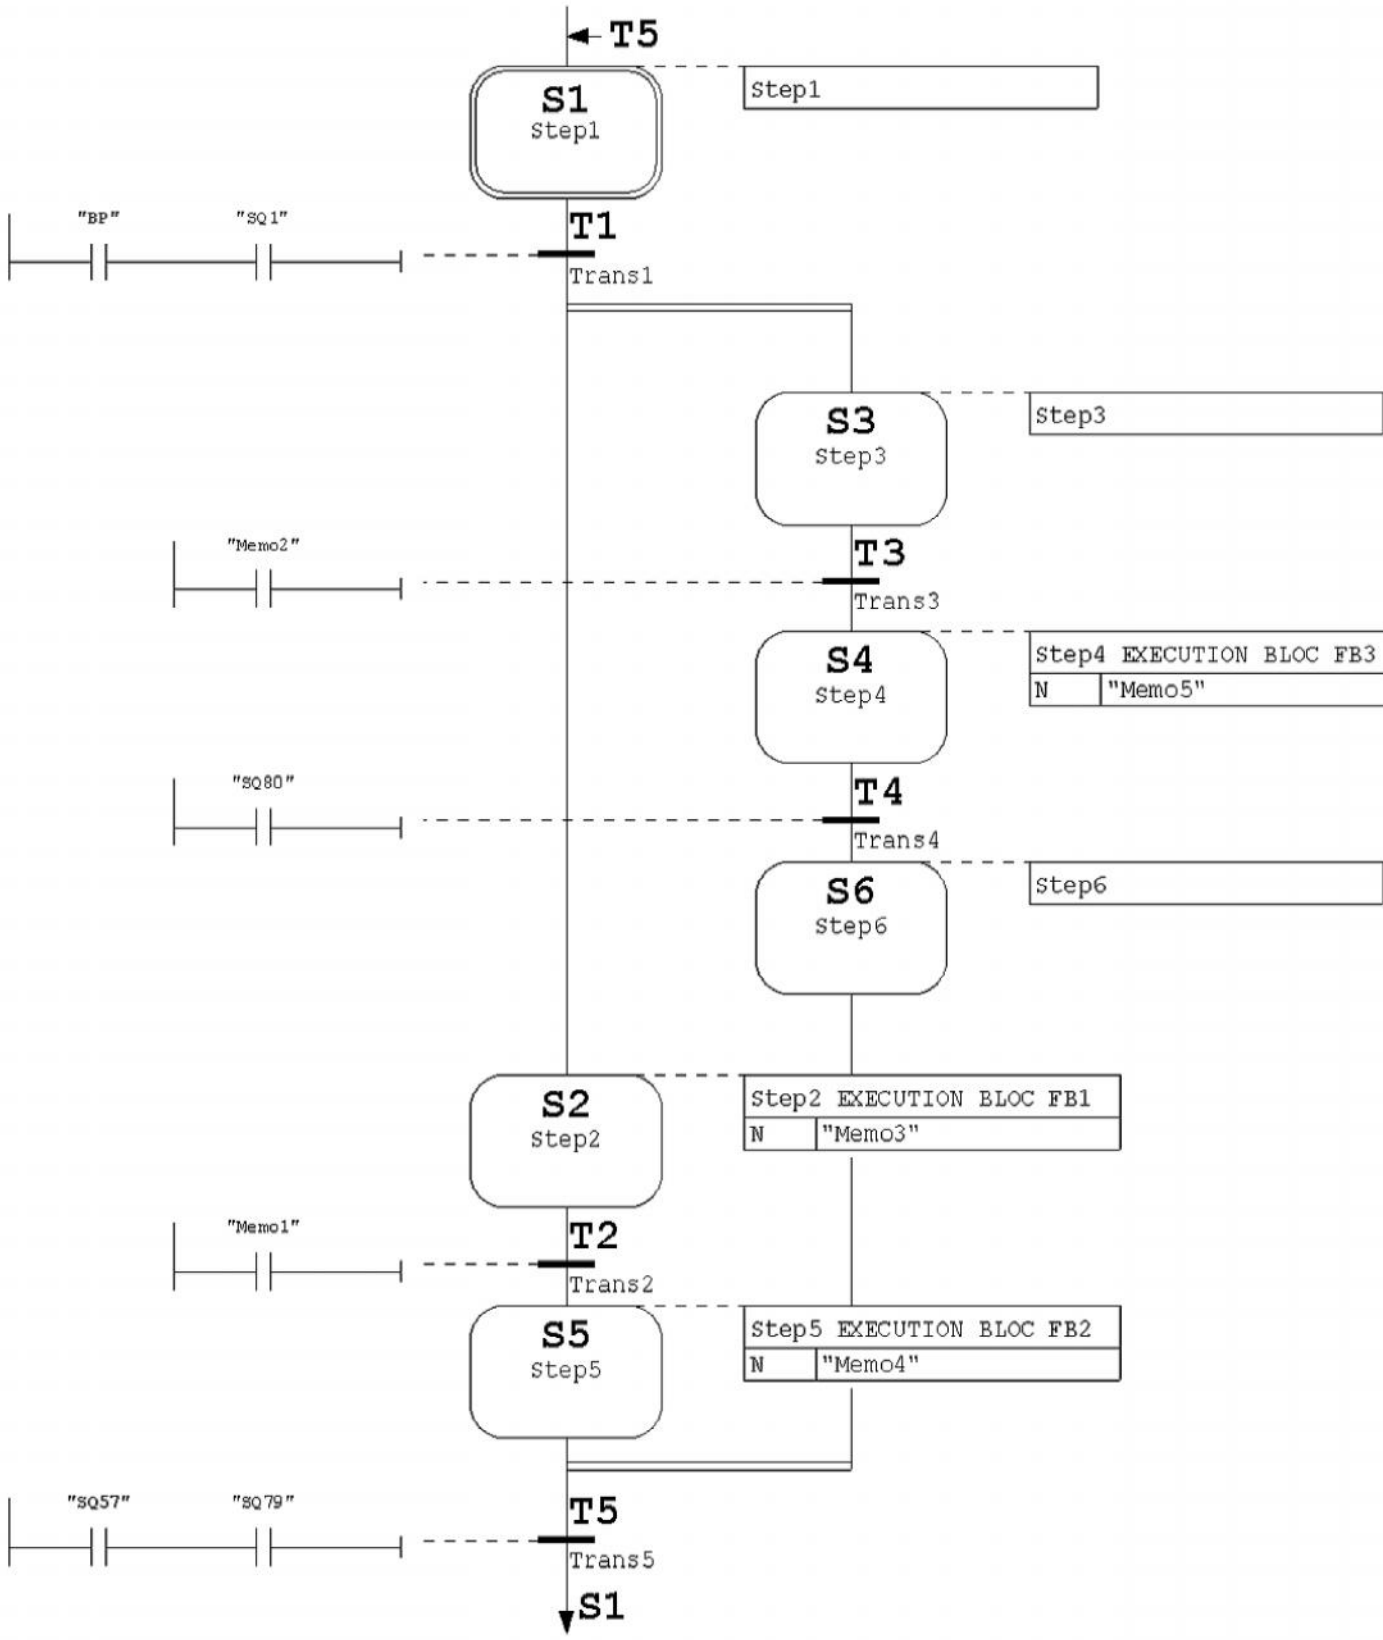 T5
S1
Step1
Step1
"BP" "SQ1"
T1
Trans1
S3
Step3
Step3
"Memo2"
T3
Trans3
S4
Step4
Step4 EXECUTION BLOC FB3
N "Memo5"
"SQ80"
T4
Trans4
S6
Step6
Step6
S2
Step2
Step2 EXECUTION BLOC FB1
N "Memo3"
"Memo1"
T2
Trans2
S5
Step5
Step5 EXECUTION BLOC FB2
N "Memo4"
"SQ57" "SQ79"
T5
Trans5
S1